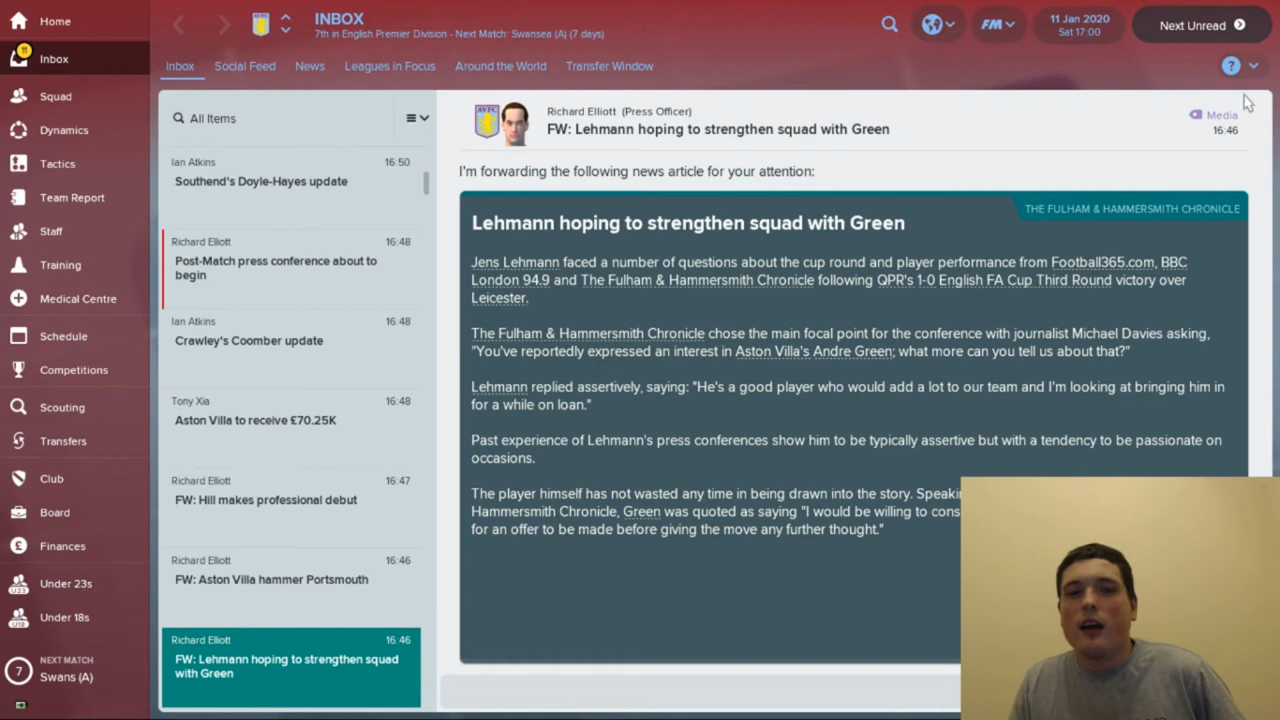 Home
Inbox
11
Squad
Dynamics
Tactics
Team Report
Staff
Training
Medical Centre
Schedule
Competitions
Scouting
Transfers
Club
Board
Finances
Under 23s
U23
Under 18s
U18
7
NEXT MATCH
Swans (A)
AVFC
INBOX
7th in English Premier Division - Next Match: Swansea (A) (7 days)
FM
11 Jan 2020
Sat 17:00
Next Unread
Inbox
Social Feed
News
Leagues in Focus
Around the World
Transfer Window
?
All Items
Ian Atkins
16:50
Southend's Doyle-Hayes update
Richard Elliott
16:48
Post-Match press conference about to
begin
Ian Atkins
16:48
Crawley's Coomber update
Tony Xia
16:48
Aston Villa to receive £70.25K
Richard Elliott
16:47
FW: Hill makes professional debut
Richard Elliott
16:46
FW: Aston Villa hammer Portsmouth
Richard Elliott
16:46
FW: Lehmann hoping to strengthen squad
with Green
AVFC
Richard Elliott (Press Officer)
FW: Lehmann hoping to strengthen squad with Green
Media
16:46
I'm forwarding the following news article for your attention:
THE FULHAM & HAMMERSMITH CHRONICLE
Lehmann hoping to strengthen squad with Green
Jens Lehmann faced a number of questions about the cup round and player performance from Football365.com, BBC
London 94.9 and The Fulham & Hammersmith Chronicle following QPR's 1-0 English FA Cup Third Round victory over
Leicester.
The Fulham & Hammersmith Chronicle chose the main focal point for the conference with journalist Michael Davies asking,
"You've reportedly expressed an interest in Aston Villa's Andre Green; what more can you tell us about that?"
Lehmann replied assertively, saying: "He's a good player who would add a lot to our team and I'm looking at bringing him in
for a while on loan."
Past experience of Lehmann's press conferences show him to be typically assertive but with a tendency to be passionate on
occasions.
The player himself has not wasted any time in being drawn into the story. Speaki
Hammersmith Chronicle, Green was quoted as saying "I would be willing to cons
for an offer to be made before giving the move any further thought."